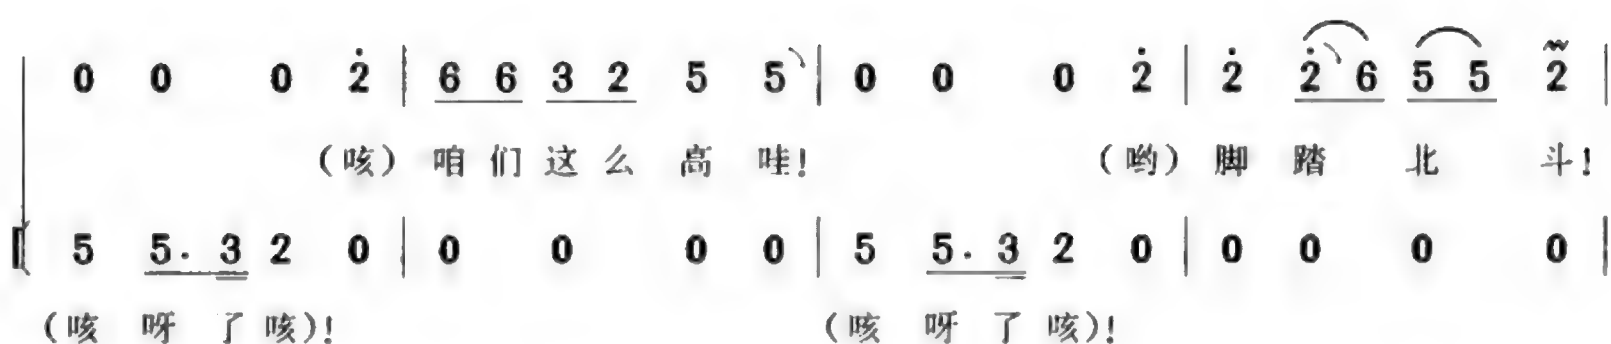 0 0 0 2̇ | 6 6 3 2 5 5 | 0 0 0 2̇ | 2̇ 2̇ 6 5 5 2̇ |
(咳) 咱们这么高哇! (哟) 脚踏北斗!
5 5. 3 2 0 | 0 0 0 0 | 5 5. 3 2 0 | 0 0 0 0 |
(咳呀了咳)! (咳呀了咳)!